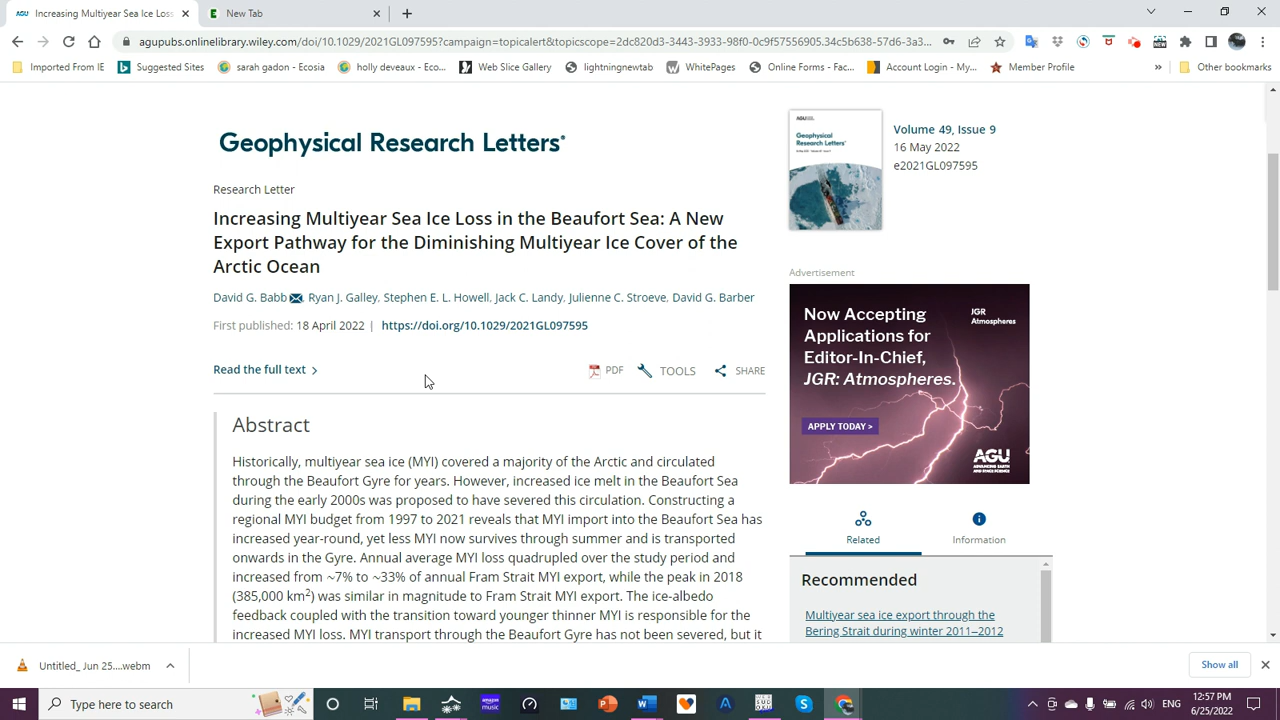 AGU Increasing Multiyear Sea Ice Loss
New Tab
agupubs.onlinelibrary.wiley.com/doi/10.1029/2021GL097595?campaign=topicalert&topicscope=2dc820d3-3443-3933-98f0-0c9f57556905.34c5b638-57d6-3a3...
Imported From IE
Suggested Sites
sarah gadon - Ecosia
holly deveaux - Eco...
Web Slice Gallery
lightningnewtab
WhitePages
Online Forms - Fac...
Account Login - My...
Member Profile
»
Other bookmarks
Geophysical Research Letters®
Research Letter
Increasing Multiyear Sea Ice Loss in the Beaufort Sea: A New
Export Pathway for the Diminishing Multiyear Ice Cover of the
Arctic Ocean
David G. Babb, Ryan J. Galley, Stephen E. L. Howell, Jack C. Landy, Julienne C. Stroeve, David G. Barber
First published: 18 April 2022 | https://doi.org/10.1029/2021GL097595
Read the full text
PDF
TOOLS
SHARE
Abstract
Historically, multiyear sea ice (MYI) covered a majority of the Arctic and circulated
through the Beaufort Gyre for years. However, increased ice melt in the Beaufort Sea
during the early 2000s was proposed to have severed this circulation. Constructing a
regional MYI budget from 1997 to 2021 reveals that MYI import into the Beaufort Sea has
increased year-round, yet less MYI now survives through summer and is transported
onwards in the Gyre. Annual average MYI loss quadrupled over the study period and
increased from ~7% to ~33% of annual Fram Strait MYI export, while the peak in 2018
(385,000 km²) was similar in magnitude to Fram Strait MYI export. The ice-albedo
feedback coupled with the transition toward younger thinner MYI is responsible for the
increased MYI loss. MYI transport through the Beaufort Gyre has not been severed, but it
Geophysical
Research Letters
Volume 49, Issue 9
16 May 2022
e2021GL097595
Advertisement
Now Accepting
Applications for
Editor-In-Chief,
JGR: Atmospheres.
JGR
Atmospheres
APPLY TODAY >
AGU
ADVANCING EARTH
AND SPACE SCIENCE
Related
Information
Recommended
Multiyear sea ice export through the
Bering Strait during winter 2011–2012
Untitled_ Jun 25....webm
Show all
Type here to search
amazon
music
ENG
2:57 PM
6/25/2022